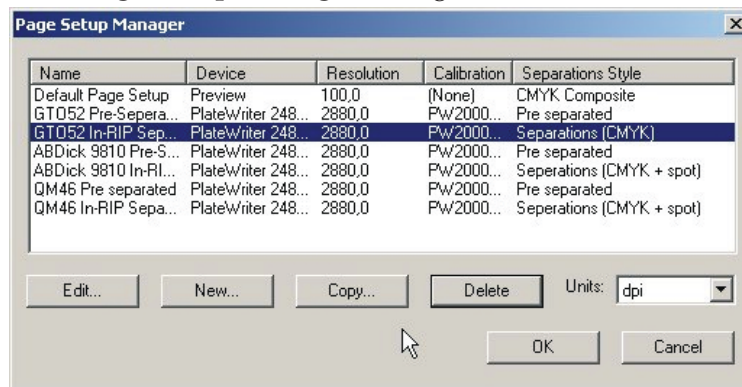 Page Setup Manager
Name Device Resolution Calibration Separations Style
Default Page Setup Preview 100,0 (None) CMYK Composite
GTO52 Pre-Sepera... PlateWriter 248... 2880,0 PW2000... Pre separated
GTO52 In-RIP Sep... PlateWriter 248... 2880,0 PW2000... Separations (CMYK)
ABDick 9810 Pre-S... PlateWriter 248... 2880,0 PW2000... Pre separated
ABDick 9810 In-RI... PlateWriter 248... 2880,0 PW2000... Seperations (CMYK + spot)
QM46 Pre separated PlateWriter 248... 2880,0 PW2000... Pre separated
QM46 In-RIP Sepa... PlateWriter 248... 2880,0 PW2000... Seperations (CMYK + spot)
Edit... New... Copy... Delete Units: dpi
OK Cancel